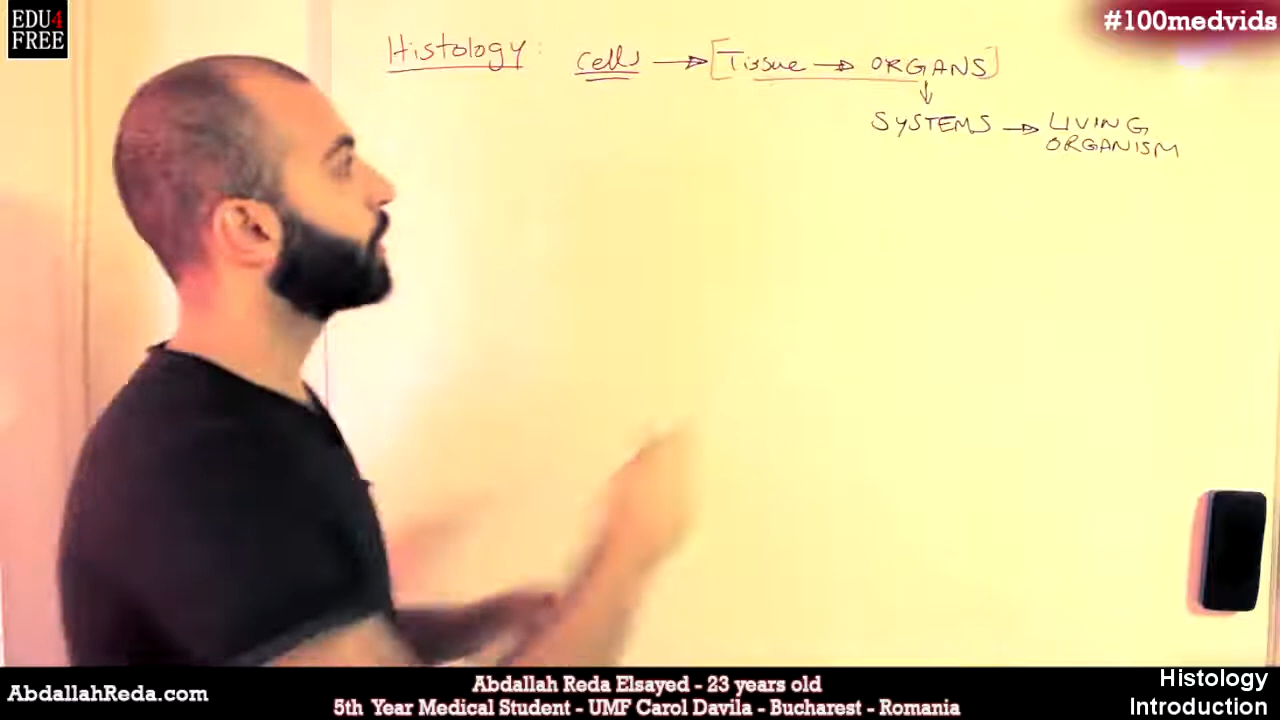 EDU4
FREE
#100medvids
Histology: cells → [Tissue → ORGANS]
↓
SYSTEMS → LIVING
ORGANISM
AbdallahReda.com
Abdallah Reda Elsayed - 23 years old
5th Year Medical Student - UMF Carol Davila - Bucharest - Romania
Histology
Introduction